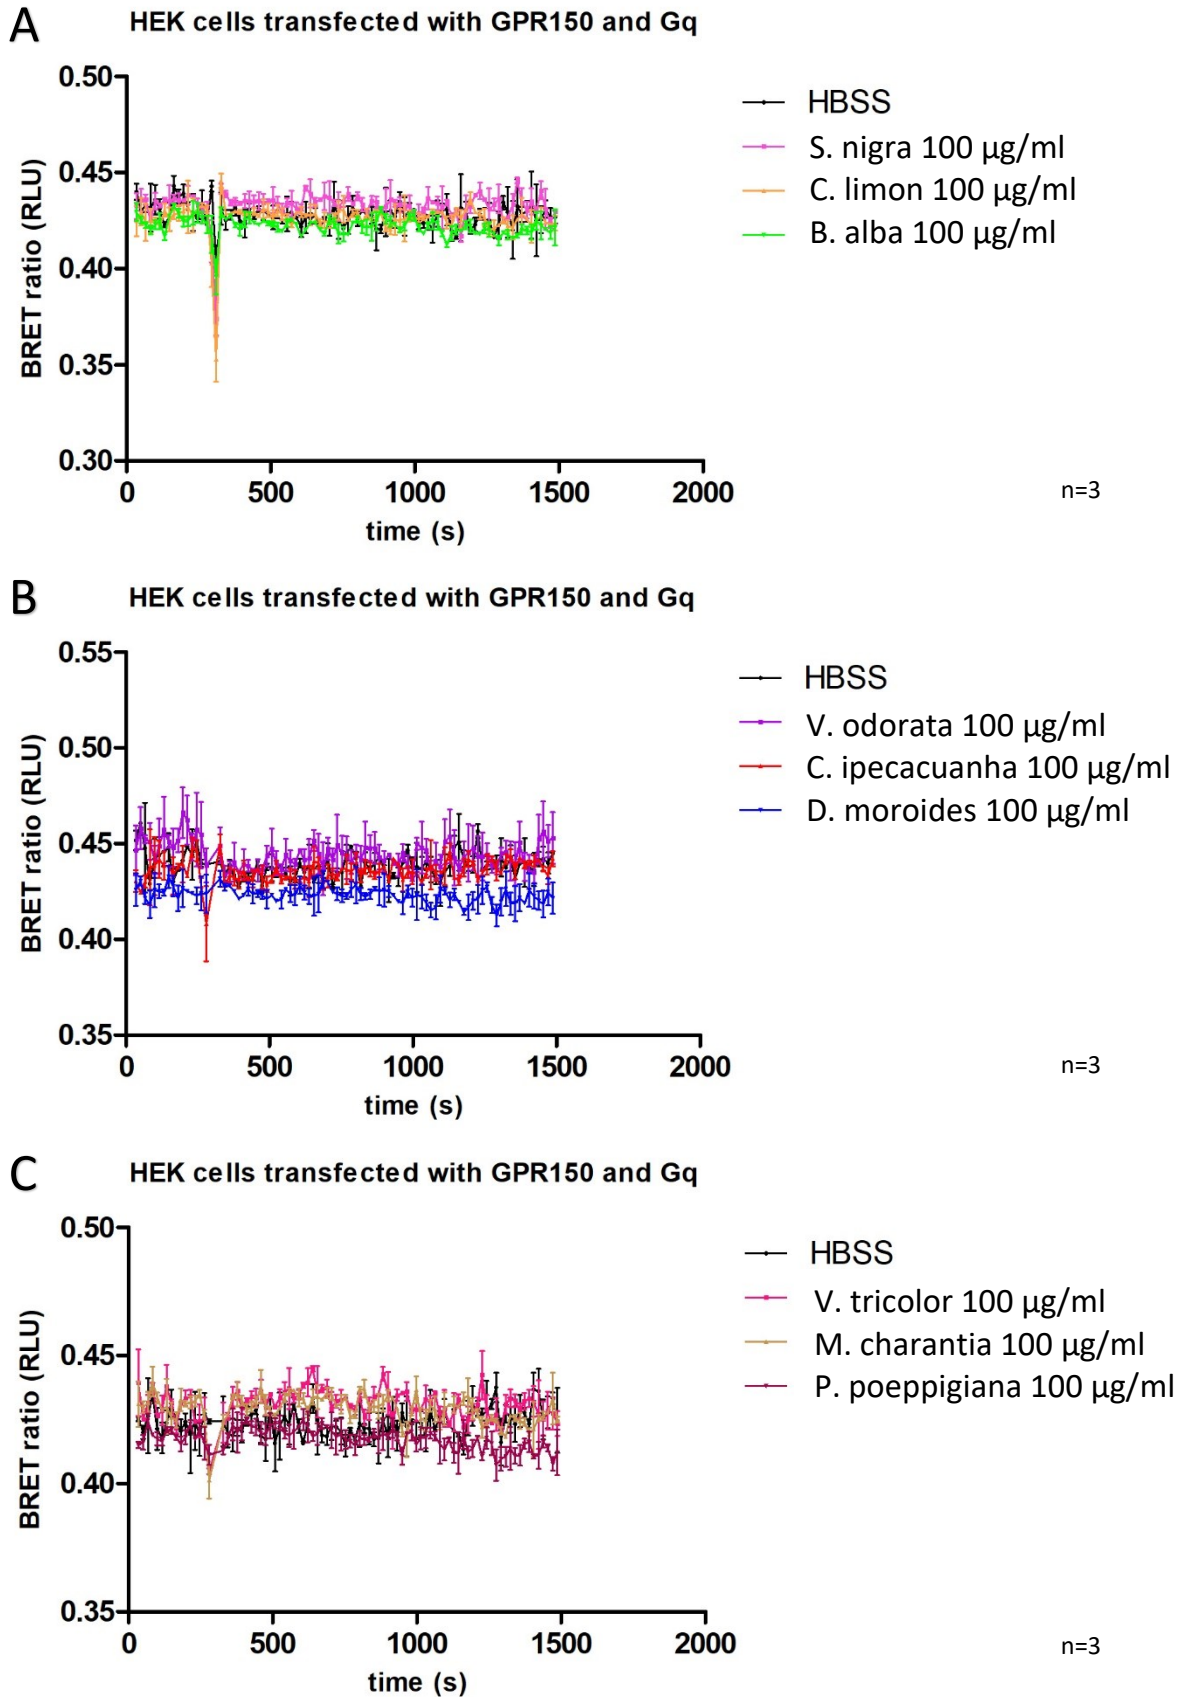 A
HEK cells transfected with GPR150 and Gq
0.50
0.45
0.40
0.35
0.30
BRET ratio (RLU)
0 500 1000 1500 2000
time (s)
HBSS
S. nigra 100 µg/ml
C. limon 100 µg/ml
B. alba 100 µg/ml
n=3
B
HEK cells transfected with GPR150 and Gq
0.55
0.50
0.45
0.40
0.35
BRET ratio (RLU)
0 500 1000 1500 2000
time (s)
HBSS
V. odorata 100 µg/ml
C. ipecacuanha 100 µg/ml
D. moroides 100 µg/ml
n=3
C
HEK cells transfected with GPR150 and Gq
0.50
0.45
0.40
0.35
BRET ratio (RLU)
0 500 1000 1500 2000
time (s)
HBSS
V. tricolor 100 µg/ml
M. charantia 100 µg/ml
P. poeppigiana 100 µg/ml
n=3